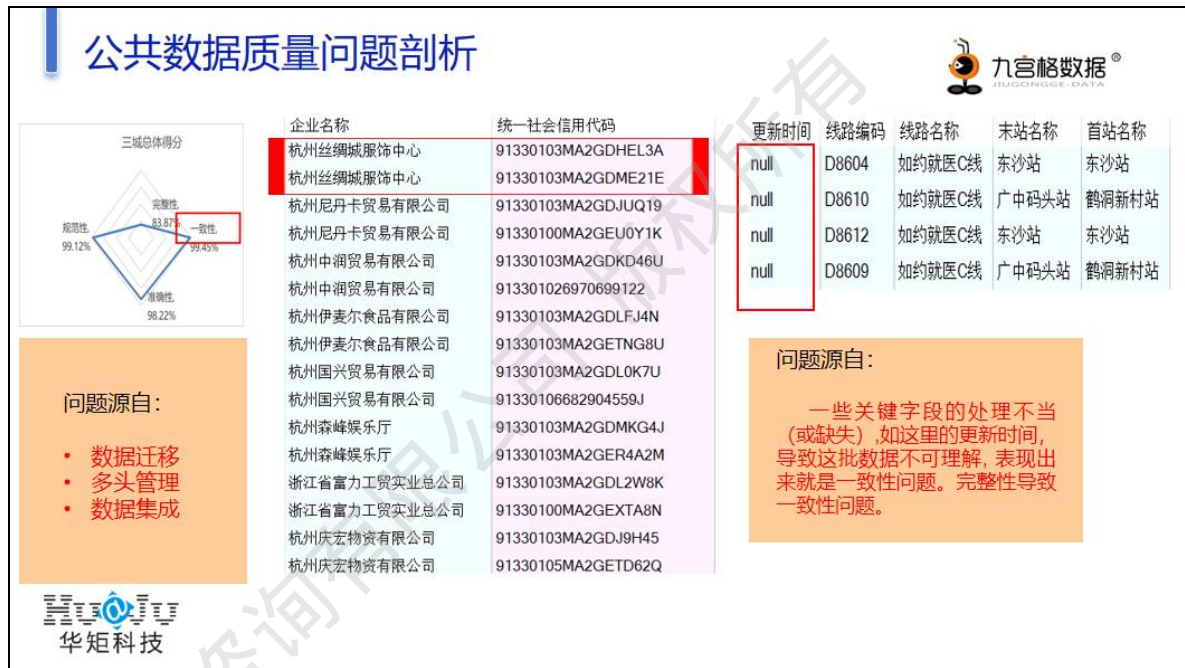 公共数据质量问题剖析
九宫格数据®
JIUGONGGE-DATA
三城总体得分
完整性,
83.87%
一致性,
99.45%
规范性,
99.12%
准确性,
98.22%
问题源自：
• 数据迁移
• 多头管理
• 数据集成
企业名称 统一社会信用代码
杭州丝绸城服饰中心 91330103MA2GDHEL3A
杭州丝绸城服饰中心 91330103MA2GDME21E
杭州尼丹卡贸易有限公司 91330103MA2GDJUQ19
杭州尼丹卡贸易有限公司 91330100MA2GEU0Y1K
杭州中润贸易有限公司 91330103MA2GDKD46U
杭州中润贸易有限公司 913301026970699122
杭州伊麦尔食品有限公司 91330103MA2GDLFJ4N
杭州伊麦尔食品有限公司 91330103MA2GETNG8U
杭州国兴贸易有限公司 91330103MA2GDL0K7U
杭州国兴贸易有限公司 91330106682904559J
杭州森峰娱乐厅 91330103MA2GDMKG4J
杭州森峰娱乐厅 91330103MA2GER4A2M
浙江省富力工贸实业总公司 91330103MA2GDL2W8K
浙江省富力工贸实业总公司 91330100MA2GEXTA8N
杭州庆宏物资有限公司 91330103MA2GDJ9H45
杭州庆宏物资有限公司 91330105MA2GETD62Q
更新时间 线路编码 线路名称 末站名称 首站名称
null D8604 如约就医C线 东沙站 东沙站
null D8610 如约就医C线 广中码头站 鹤洞新村站
null D8612 如约就医C线 东沙站 东沙站
null D8609 如约就医C线 广中码头站 鹤洞新村站
问题源自：
一些关键字段的处理不当
（或缺失）,如这里的更新时间，
导致这批数据不可理解, 表现出
来就是一致性问题。完整性导致
一致性问题。
HuaJu
华矩科技
咨询有限公司 版权所有